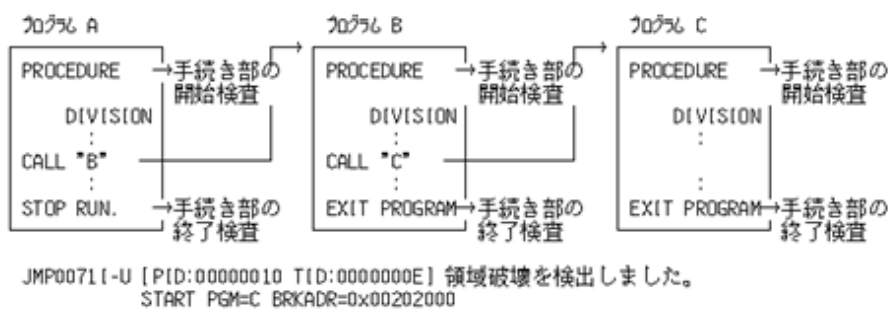 プログラム A
PROCEDURE →手続き部の
開始検査
DIVISION
:
CALL "B"
:
STOP RUN. →手続き部の
終了検査
プログラム B
PROCEDURE →手続き部の
開始検査
DIVISION
:
CALL "C"
:
EXIT PROGRAM→手続き部の
終了検査
プログラム C
PROCEDURE →手続き部の
開始検査
DIVISION
:
:
EXIT PROGRAM→手続き部の
終了検査
JMP0071I-U [PID:00000010 TID:0000000E] 領域破壊を検出しました。
START PGM=C BRKADR=0x00202000